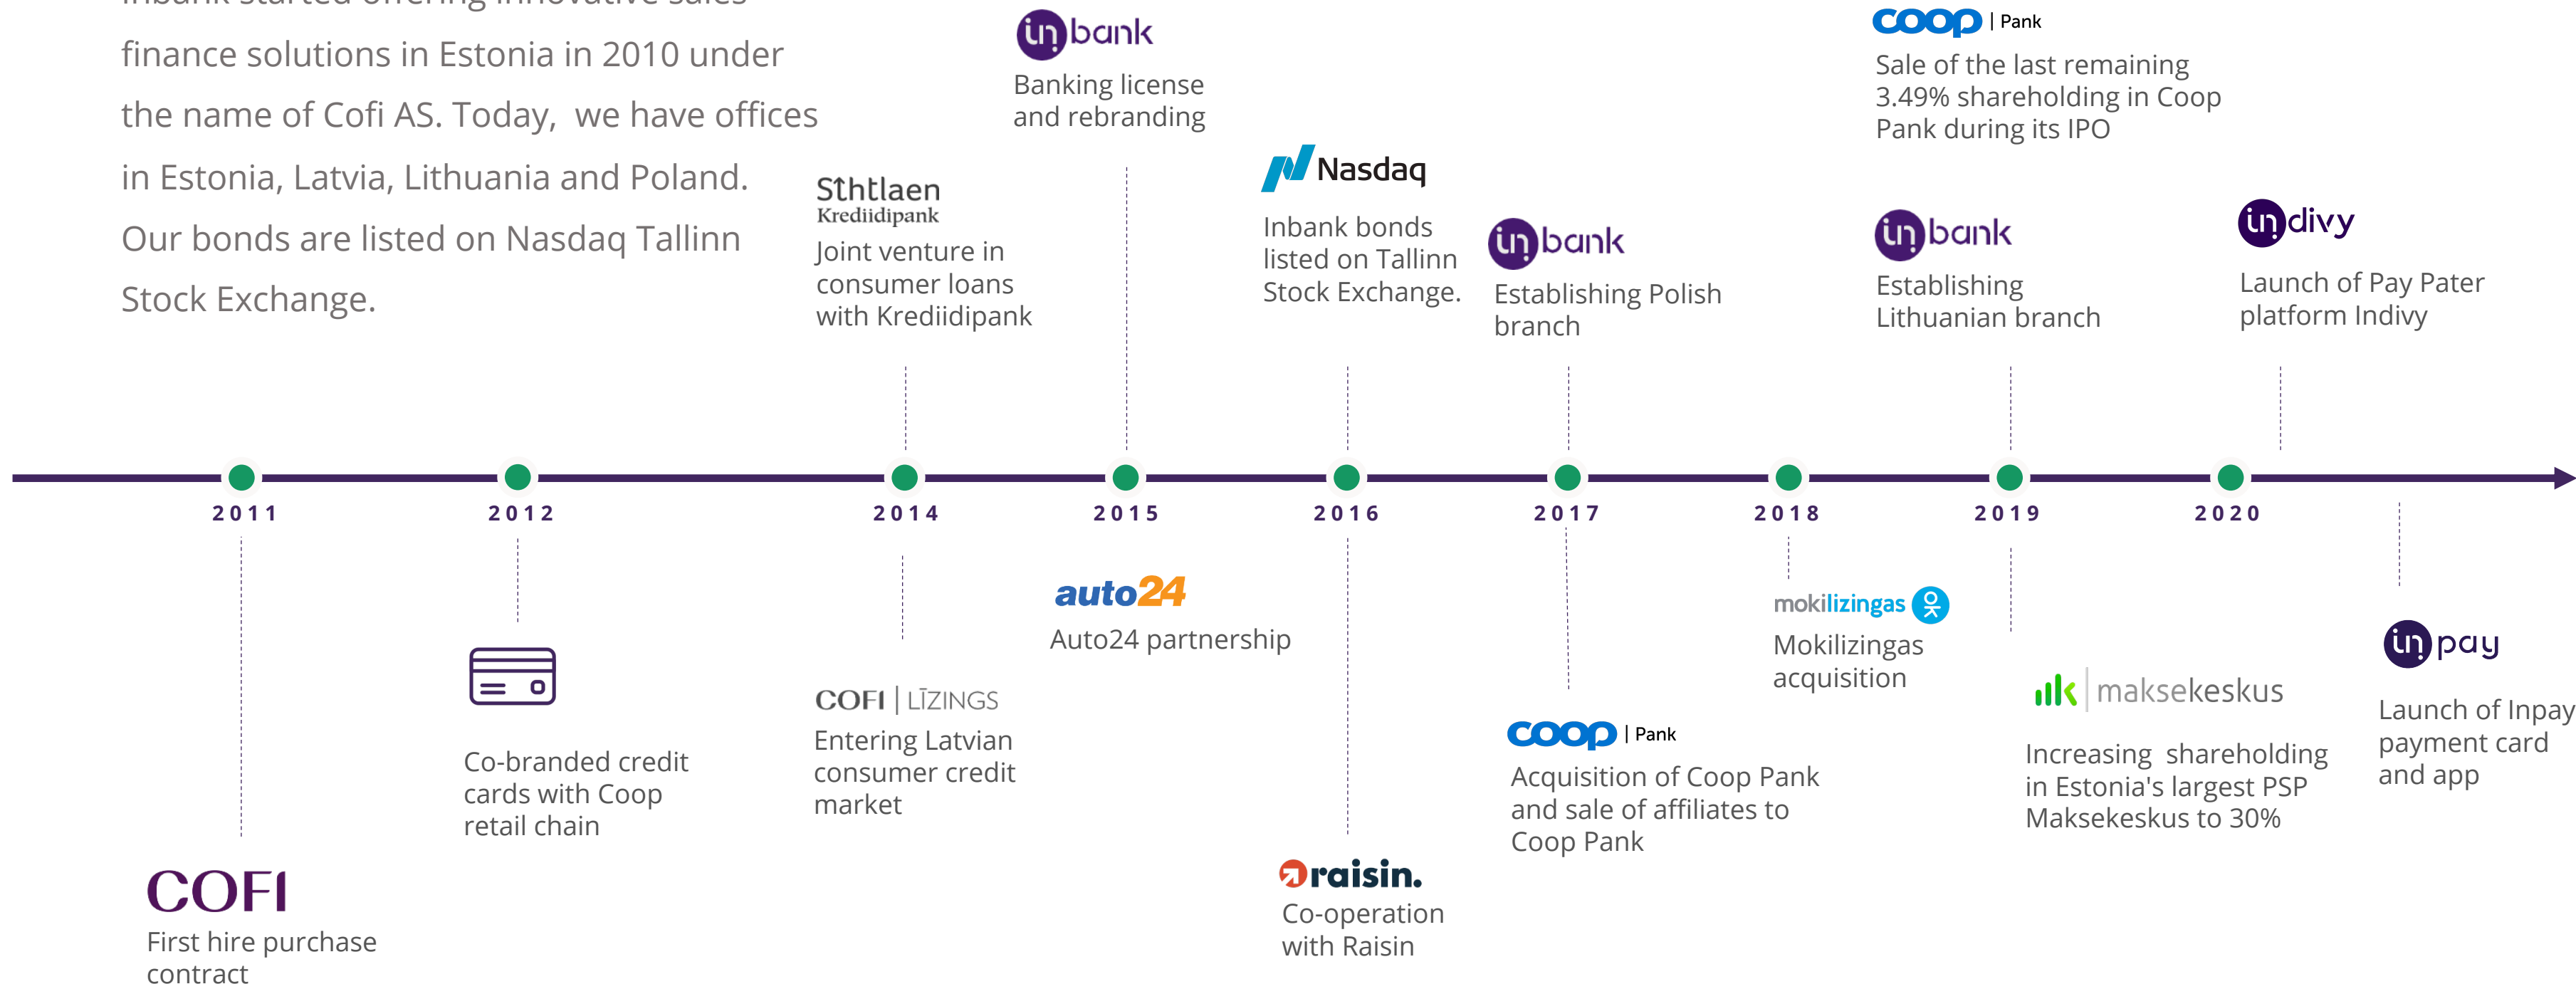 Inbank started offering innovative sales
finance solutions in Estonia in 2010 under
the name of Cofi AS. Today, we have offices
in Estonia, Latvia, Lithuania and Poland.
Our bonds are listed on Nasdaq Tallinn
Stock Exchange.
Sthtlaen
Krediidipank
Joint venture in
consumer loans
with Krediidipank
inbank
Banking license
and rebranding
Nasdaq
Inbank bonds
listed on Tallinn
Stock Exchange.
inbank
Establishing Polish
branch
coop | Pank
Sale of the last remaining
3.49% shareholding in Coop
Pank during its IPO
inbank
Establishing
Lithuanian branch
indivy
Launch of Pay Pater
platform Indivy
2011
2012
2014
2015
2016
2017
2018
2019
2020
COFI
First hire purchase
contract
Co-branded credit
cards with Coop
retail chain
COFI | LĪZINGS
Entering Latvian
consumer credit
market
auto24
Auto24 partnership
raisin.
Co-operation
with Raisin
coop | Pank
Acquisition of Coop Pank
and sale of affiliates to
Coop Pank
mokilizingas
Mokilizingas
acquisition
maksekeskus
Increasing shareholding
in Estonia's largest PSP
Maksekeskus to 30%
inpay
Launch of Inpay
payment card
and app